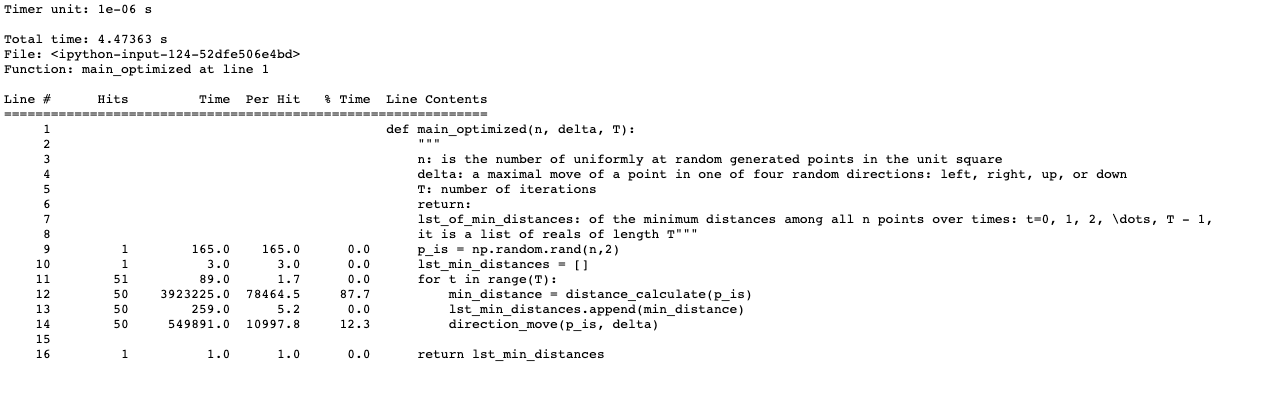 Timer unit: 1e-06 s
Total time: 4.47363 s
File: <ipython-input-124-52dfe506e4bd>
Function: main_optimized at line 1
Line #      Hits         Time  Per Hit   % Time  Line Contents
==============================================================
     1                                           def main_optimized(n, delta, T):
     2                                               """
     3                                               n: is the number of uniformly at random generated points in the unit square
     4                                               delta: a maximal move of a point in one of four random directions: left, right, up, or down
     5                                               T: number of iterations
     6                                               return:
     7                                               lst_of_min_distances: of the minimum distances among all n points over times: t=0, 1, 2, \dots, T - 1,
     8                                               it is a list of reals of length T"""
     9         1        165.0    165.0      0.0      p_is = np.random.rand(n,2)
    10         1          3.0      3.0      0.0      lst_min_distances = []
    11        51         89.0      1.7      0.0      for t in range(T):
    12        50    3923225.0  78464.5     87.7          min_distance = distance_calculate(p_is)
    13        50        259.0      5.2      0.0          lst_min_distances.append(min_distance)
    14        50     549891.0  10997.8     12.3          direction_move(p_is, delta)
    15
    16         1          1.0      1.0      0.0      return lst_min_distances